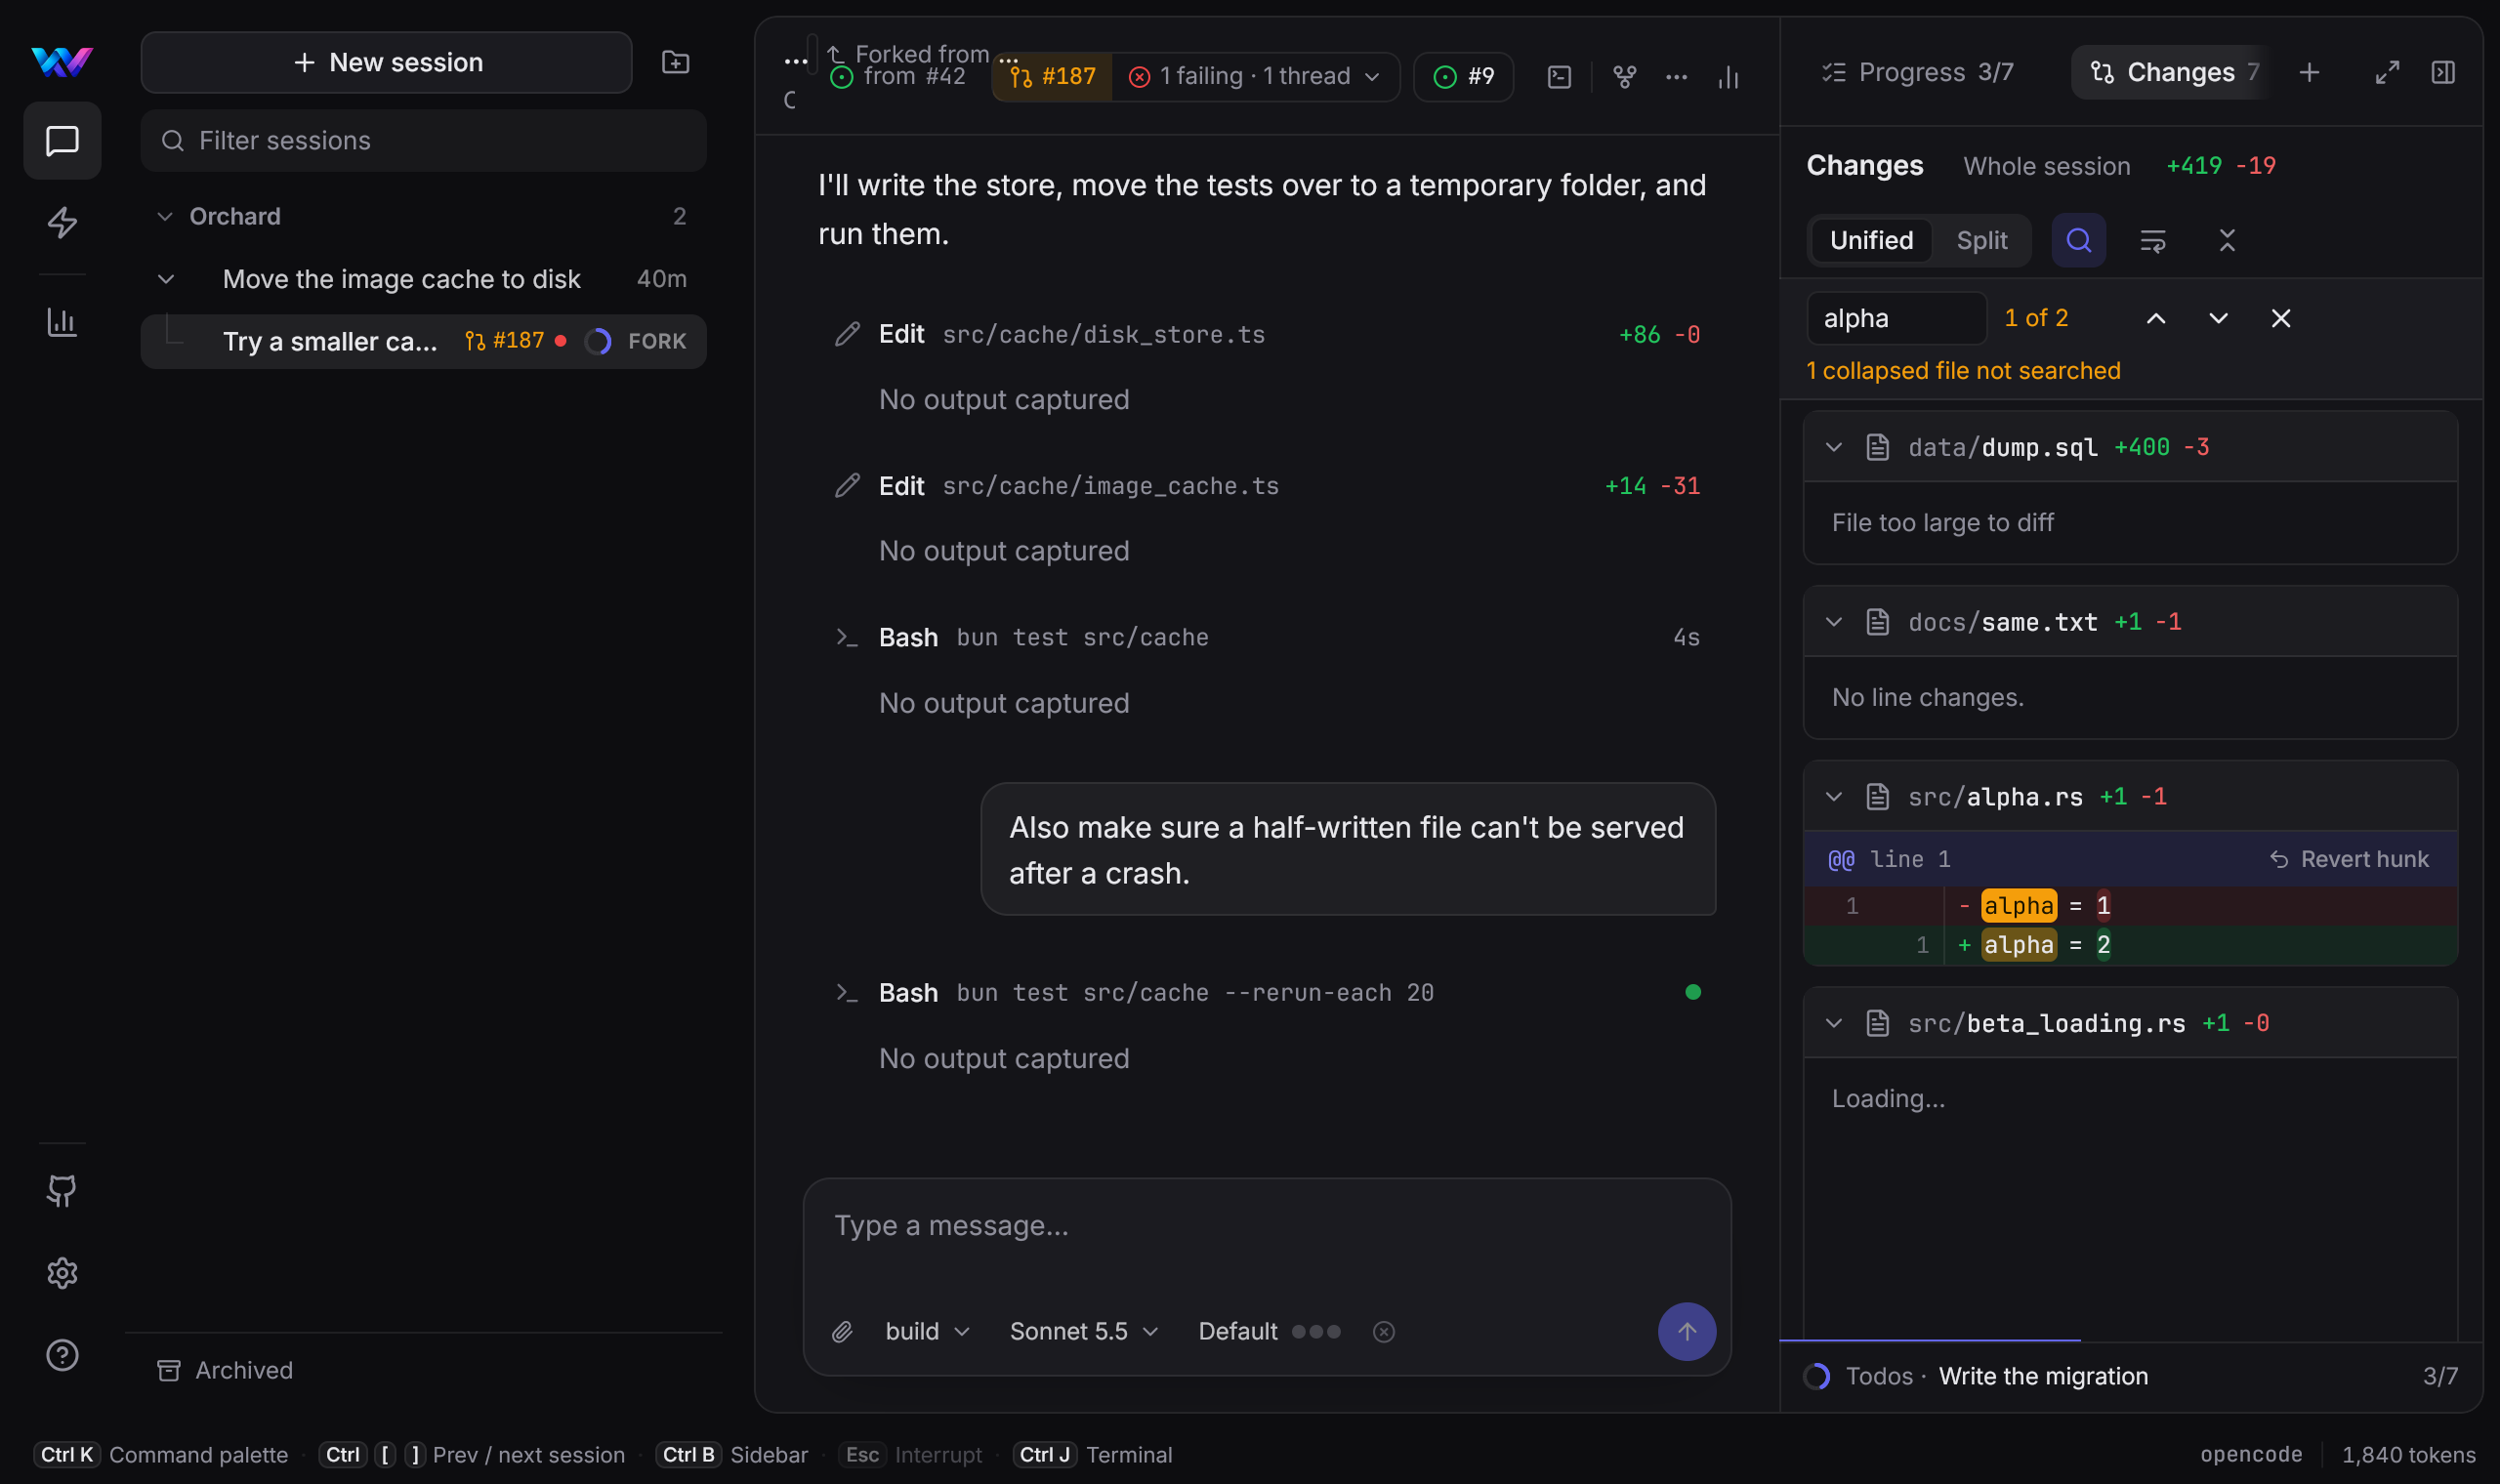 New session
Filter sessions
Orchard 2
Move the image cache to disk 40m
Try a smaller ca... #187 FORK
Archived
... Forked from ...
from #42 #187 1 failing · 1 thread #9
I'll write the store, move the tests over to a temporary folder, and
run them.
Edit src/cache/disk_store.ts +86 -0
No output captured
Edit src/cache/image_cache.ts +14 -31
No output captured
Bash bun test src/cache 4s
No output captured
Also make sure a half-written file can't be served
after a crash.
Bash bun test src/cache --rerun-each 20
No output captured
Type a message...
build Sonnet 5.5 Default
Progress 3/7 Changes 7
Changes Whole session +419 -19
Unified Split
alpha 1 of 2
1 collapsed file not searched
data/dump.sql +400 -3
File too large to diff
docs/same.txt +1 -1
No line changes.
src/alpha.rs +1 -1
@@ line 1 Revert hunk
1 - alpha = 1
1 + alpha = 2
src/beta_loading.rs +1 -0
Loading...
Todos · Write the migration 3/7
Ctrl K Command palette · Ctrl [ ] Prev / next session · Ctrl B Sidebar · Esc Interrupt · Ctrl J Terminal
opencode 1,840 tokens